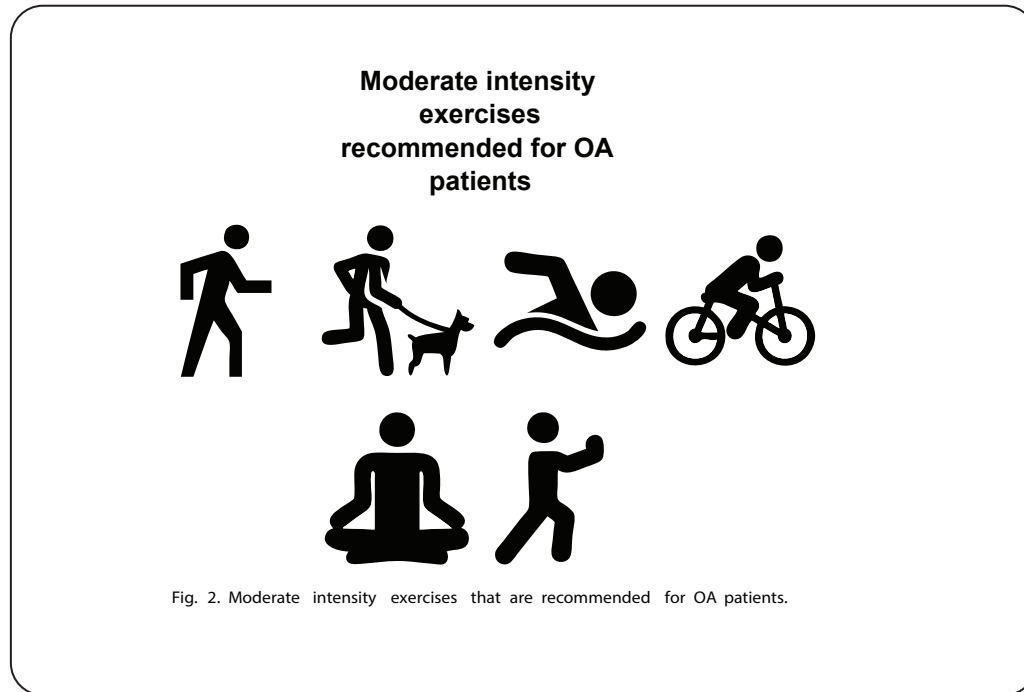 Moderate intensity
exercises
recommended for OA
patients
Fig. 2. Moderate intensity exercises that are recommended for OA patients.